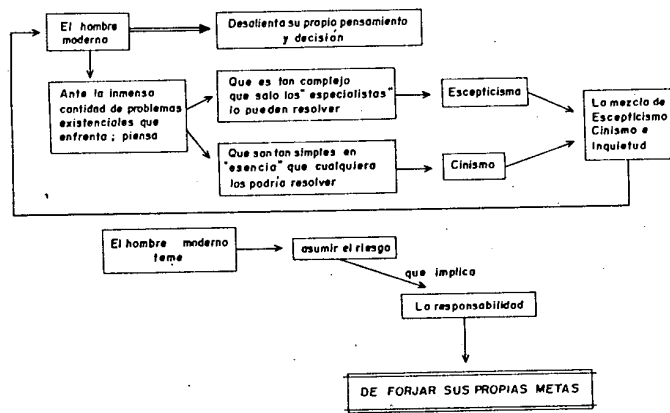 El hombre
moderno
Desalienta su propio pensamiento
y decisión
Ante la inmensa
cantidad de problemas
existenciales que
enfrenta ; piensa
Que es tan complejo
que salo los "especialistas"
lo pueden resolver
Escepticisma
La mezcla de
Escepticismo
Cinismo e
Inquietud
Que son tan simples en
"esencia" que cualquiera
los podría resolver
Cinismo
El hombre moderno
teme
asumir el riesgo
que implica
La responsabilidad
DE FORJAR SUS PROPIAS METAS